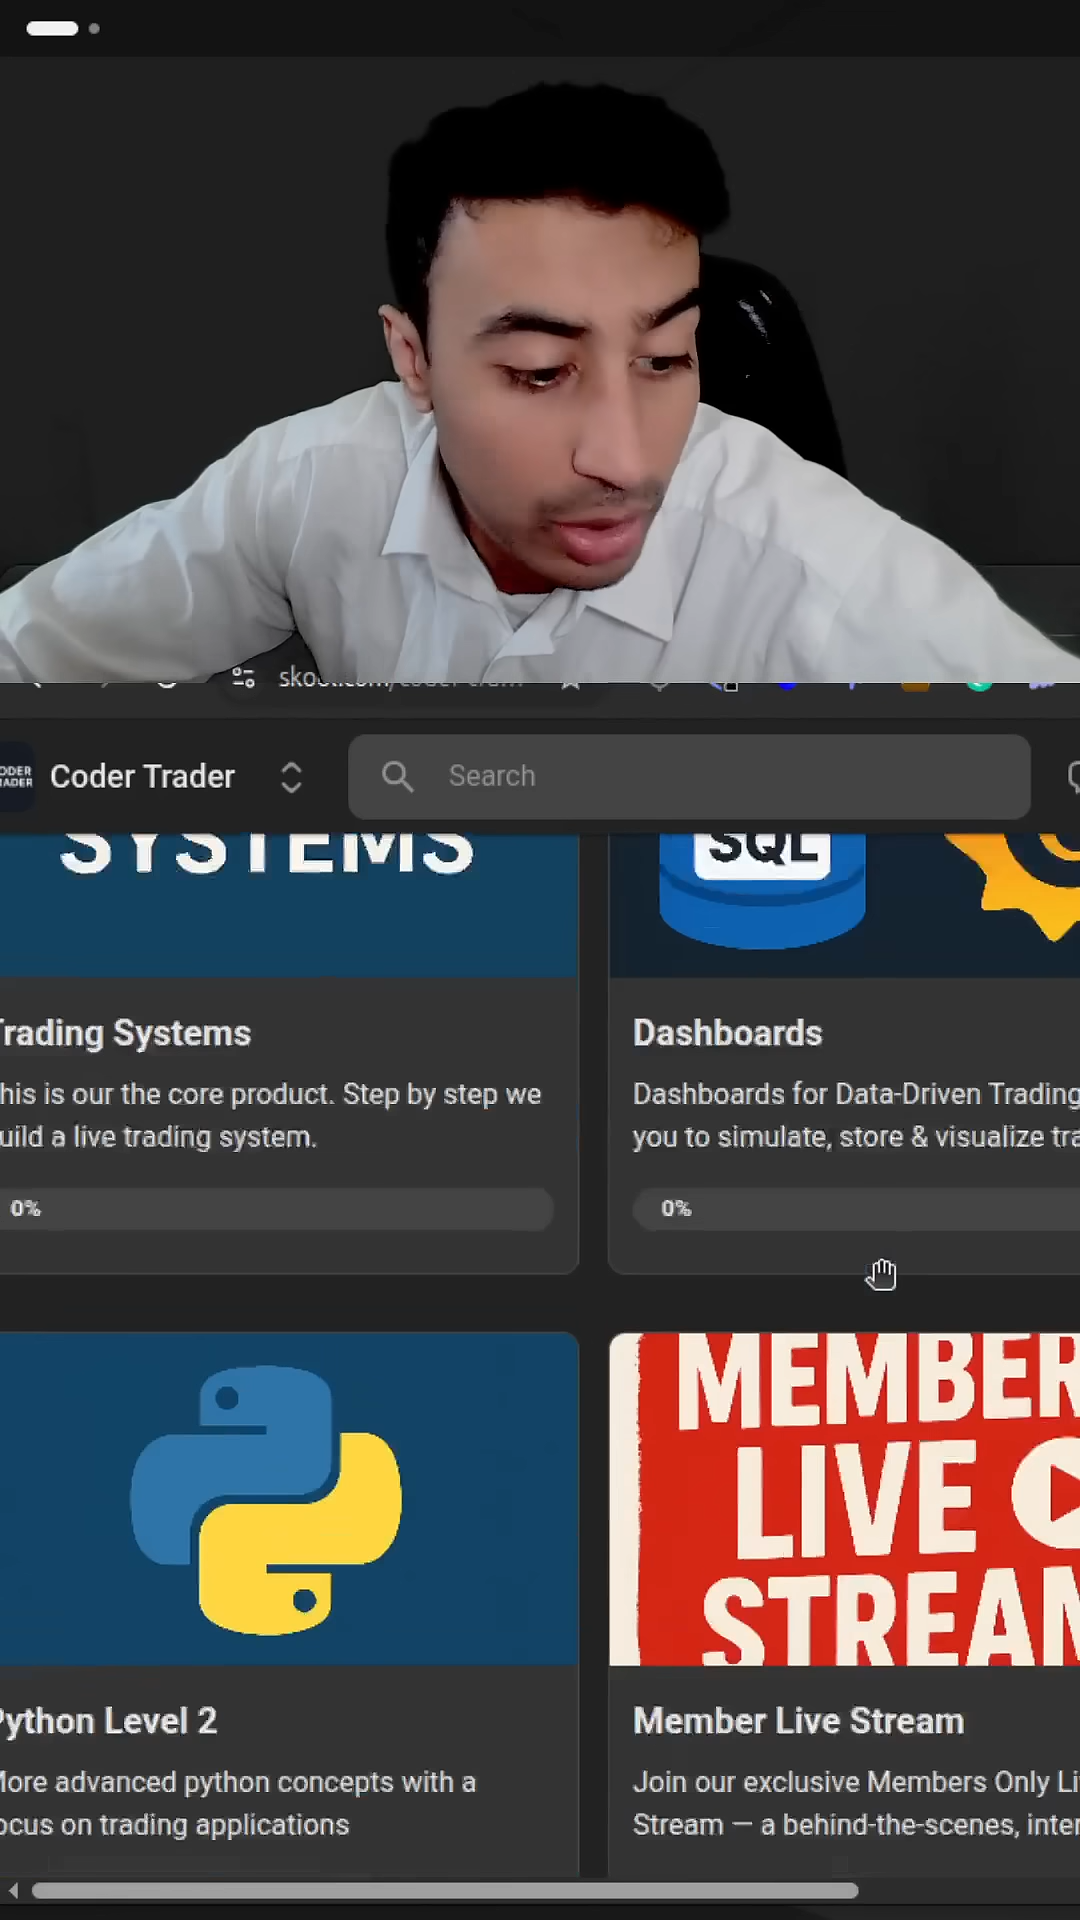 Coder Trader
Search
SYSTEMS
SQL
Trading Systems
his is our the core product. Step by step we
uild a live trading system.
0%
Dashboards
Dashboards for Data-Driven Trading
you to simulate, store & visualize tra
0%
MEMBER
LIVE
STREAM
Python Level 2
More advanced python concepts with a
ocus on trading applications
Member Live Stream
Join our exclusive Members Only Li
Stream — a behind-the-scenes, inter